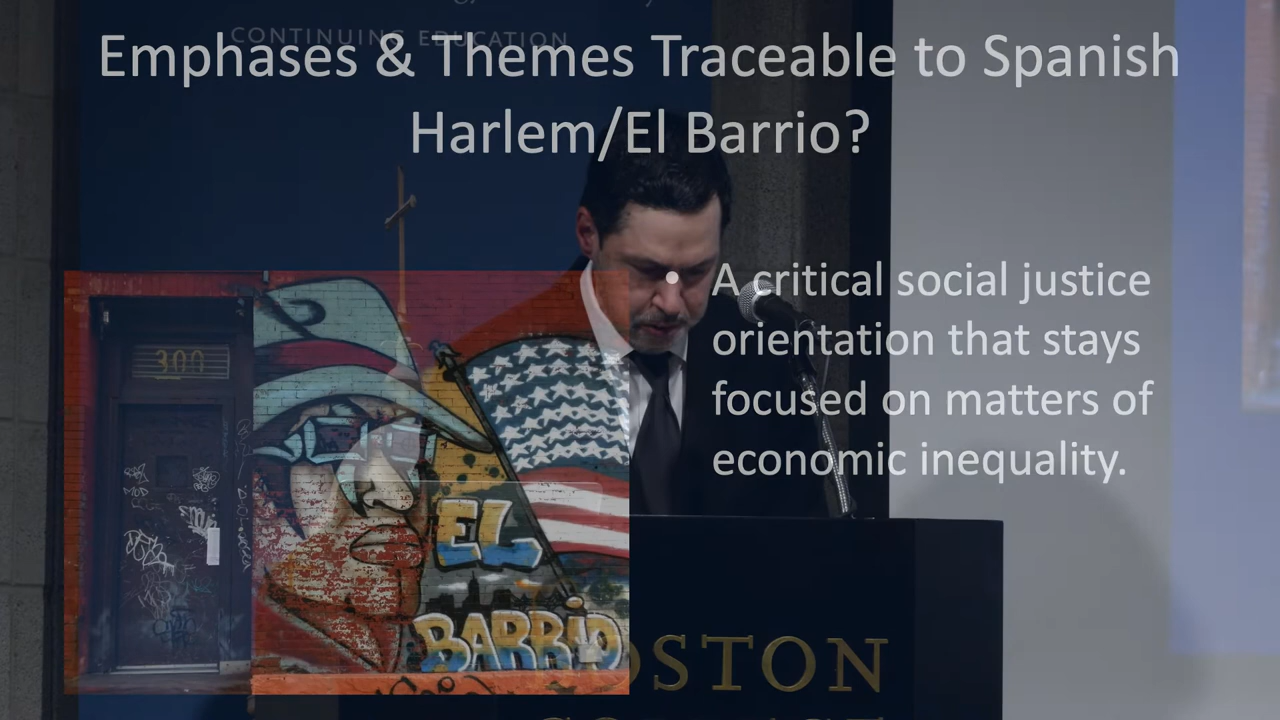 CONTINUING EDUCATION
Emphases & Themes Traceable to Spanish
Harlem/El Barrio?
• A critical social justice
orientation that stays
focused on matters of
economic inequality.
300
EL
BARRIO
OSTON